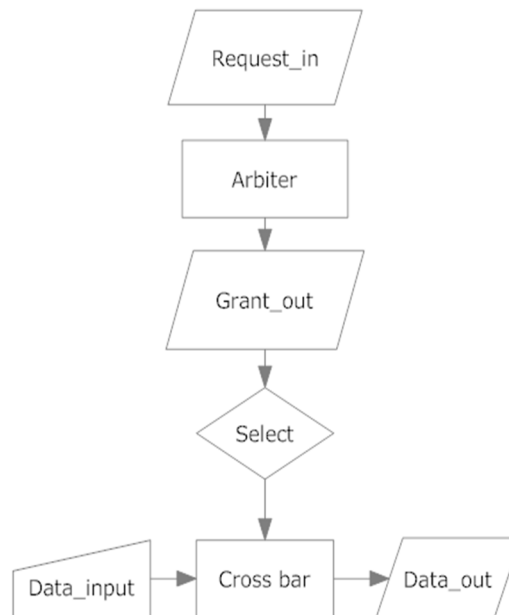 Request_in
Arbiter
Grant_out
Select
Data_input
Cross bar
Data_out